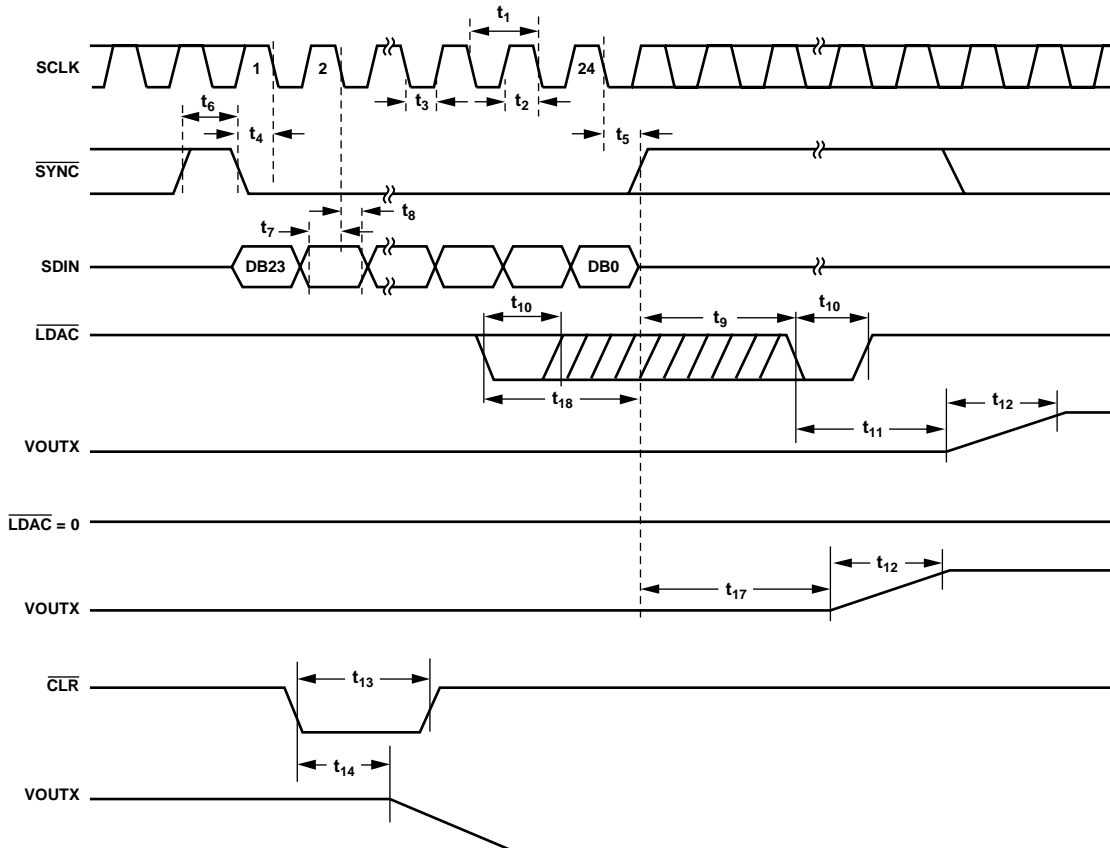 t1
SCLK
1
2
24
t3
t2
t6
t4
t5
SYNC
t8
t7
SDIN
DB23
DB0
t10
t9
t10
LDAC
t18
t12
t11
VOUTX
LDAC = 0
t12
t17
VOUTX
t13
CLR
t14
VOUTX